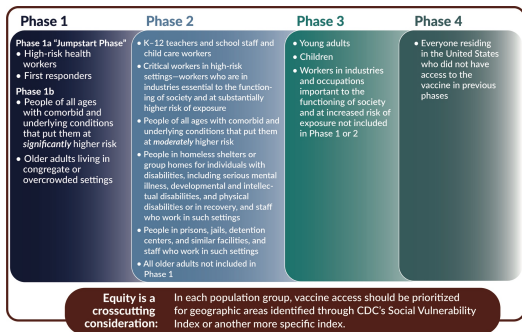 Phase 1
Phase 1a “Jumpstart Phase”
• High-risk health
workers
• First responders
Phase 1b
• People of all ages
with comorbid and
underlying conditions
that put them at
significantly higher risk
• Older adults living in
congregate or
overcrowded settings
Phase 2
• K–12 teachers and school staff and
child care workers
• Critical workers in high-risk
settings—workers who are in
industries essential to the function-
ing of society and at substantially
higher risk of exposure
• People of all ages with comorbid and
underlying conditions that put them
at moderately higher risk
• People in homeless shelters or
group homes for individuals with
disabilities, including serious mental
illness, developmental and intellec-
tual disabilities, and physical
disabilities or in recovery, and staff
who work in such settings
• People in prisons, jails, detention
centers, and similar facilities, and
staff who work in such settings
• All older adults not included in
Phase 1
Phase 3
• Young adults
• Children
• Workers in industries
and occupations
important to the
functioning of society
and at increased risk of
exposure not included
in Phase 1 or 2
Phase 4
• Everyone residing
in the United States
who did not have
access to the
vaccine in previous
phases
Equity is a
crosscutting
consideration:
In each population group, vaccine access should be prioritized
for geographic areas identified through CDC’s Social Vulnerability
Index or another more specific index.